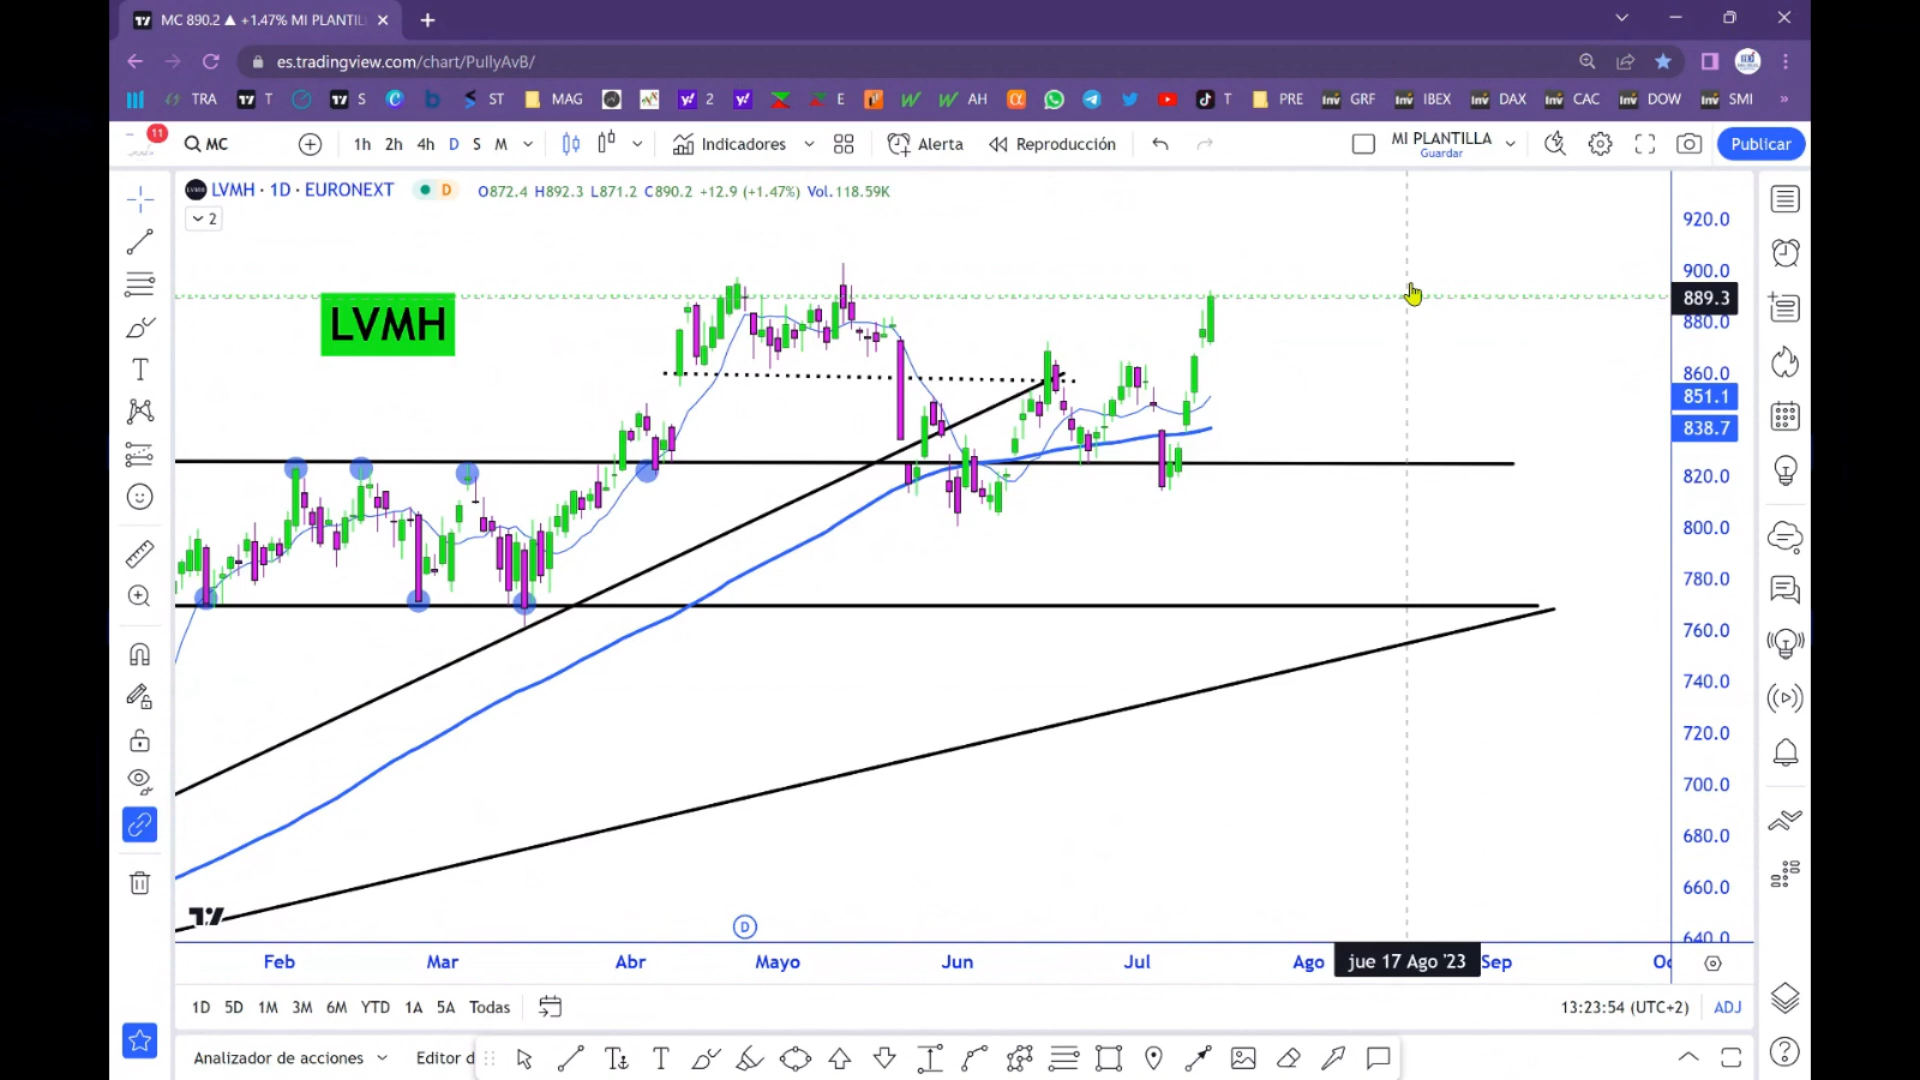 MC 890.2 ▲ +1.47% MI PLANTIL
es.tradingview.com/chart/PullyAvB/
TRA T S ST MAG 2 E AH T PRE GRF IBEX DAX CAC DOW SMI »
11 MC 1h 2h 4h D S M Indicadores Alerta Reproducción MI PLANTILLA Publicar
Guardar
LVMH · 1D · EURONEXT D O872.4 H892.3 L871.2 C890.2 +12.9 (+1.47%) Vol.118.59K
2
LVMH
920.0
900.0
889.3
880.0
860.0
851.1
838.7
820.0
800.0
780.0
760.0
740.0
720.0
700.0
680.0
660.0
640.0
D
Feb Mar Abr Mayo Jun Jul Ago jue 17 Ago '23 Sep
1D 5D 1M 3M 6M YTD 1A 5A Todas 13:23:54 (UTC+2) ADJ
Analizador de acciones Editor d